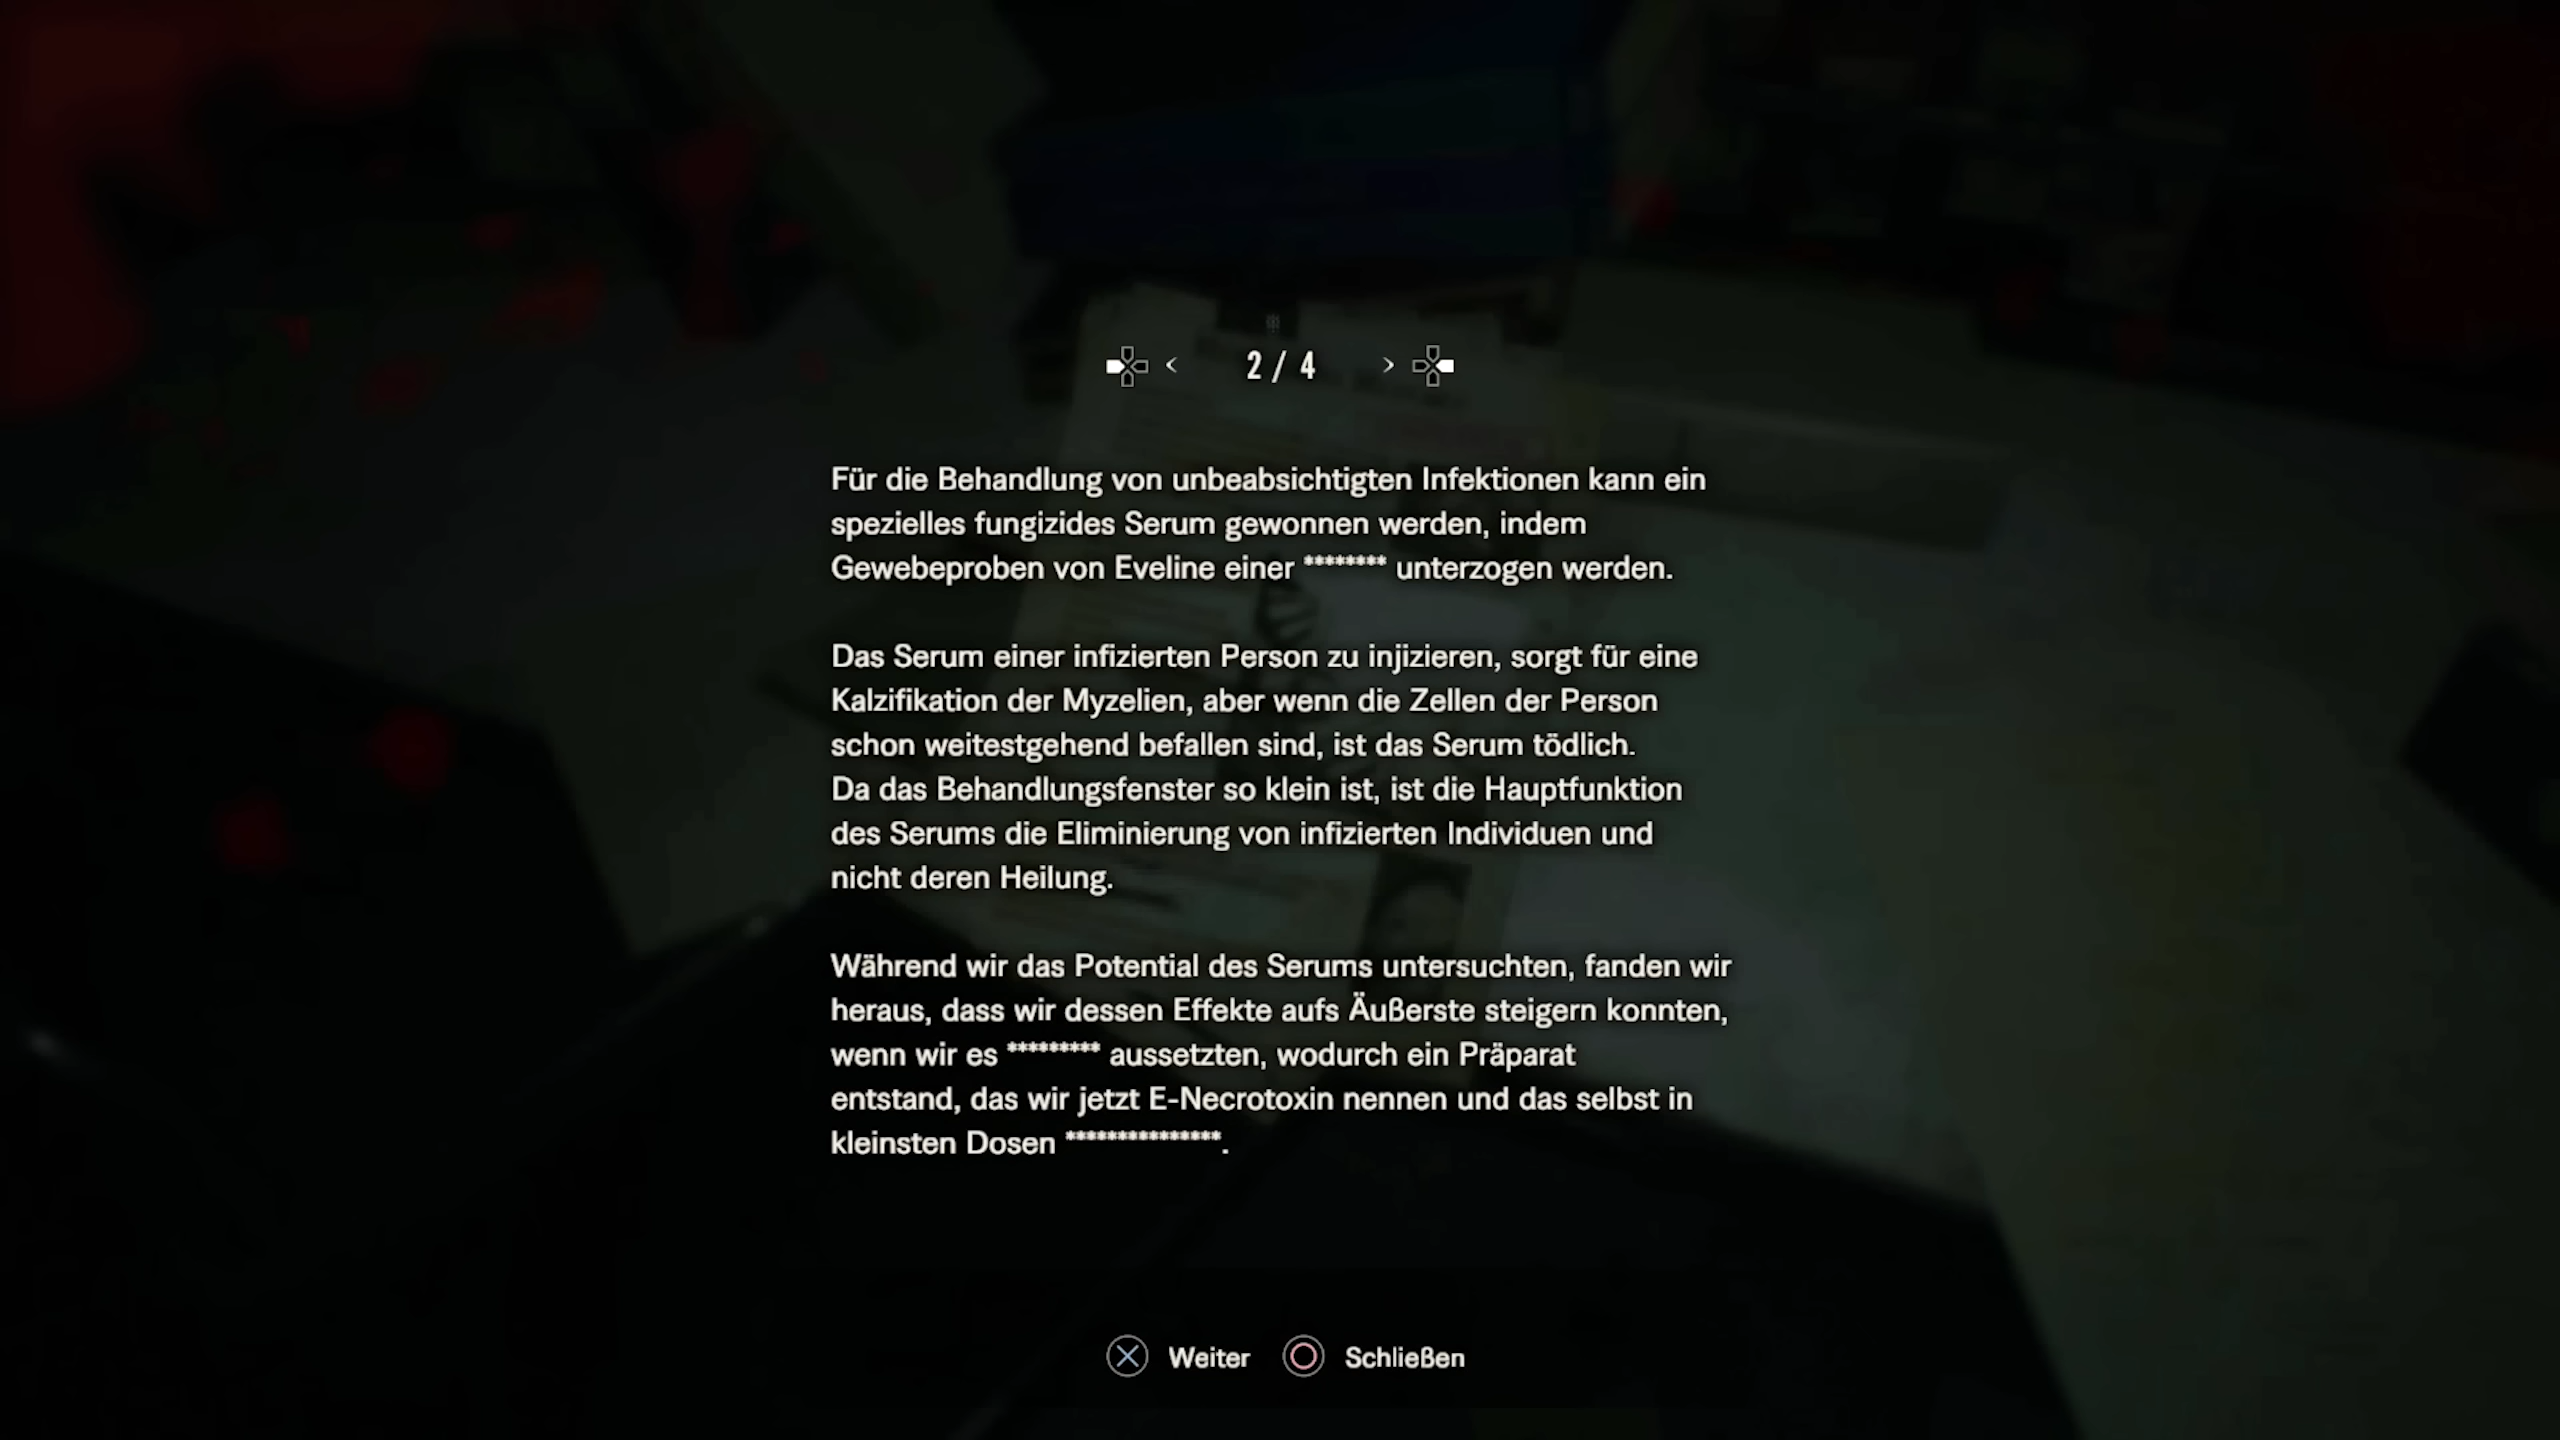 < 2 / 4 >
Für die Behandlung von unbeabsichtigten Infektionen kann ein
spezielles fungizides Serum gewonnen werden, indem
Gewebeproben von Eveline einer ******** unterzogen werden.
Das Serum einer infizierten Person zu injizieren, sorgt für eine
Kalzifikation der Myzelien, aber wenn die Zellen der Person
schon weitestgehend befallen sind, ist das Serum tödlich.
Da das Behandlungsfenster so klein ist, ist die Hauptfunktion
des Serums die Eliminierung von infizierten Individuen und
nicht deren Heilung.
Während wir das Potential des Serums untersuchten, fanden wir
heraus, dass wir dessen Effekte aufs Äußerste steigern konnten,
wenn wir es ********* aussetzten, wodurch ein Präparat
entstand, das wir jetzt E-Necrotoxin nennen und das selbst in
kleinsten Dosen ***************.
Weiter Schließen